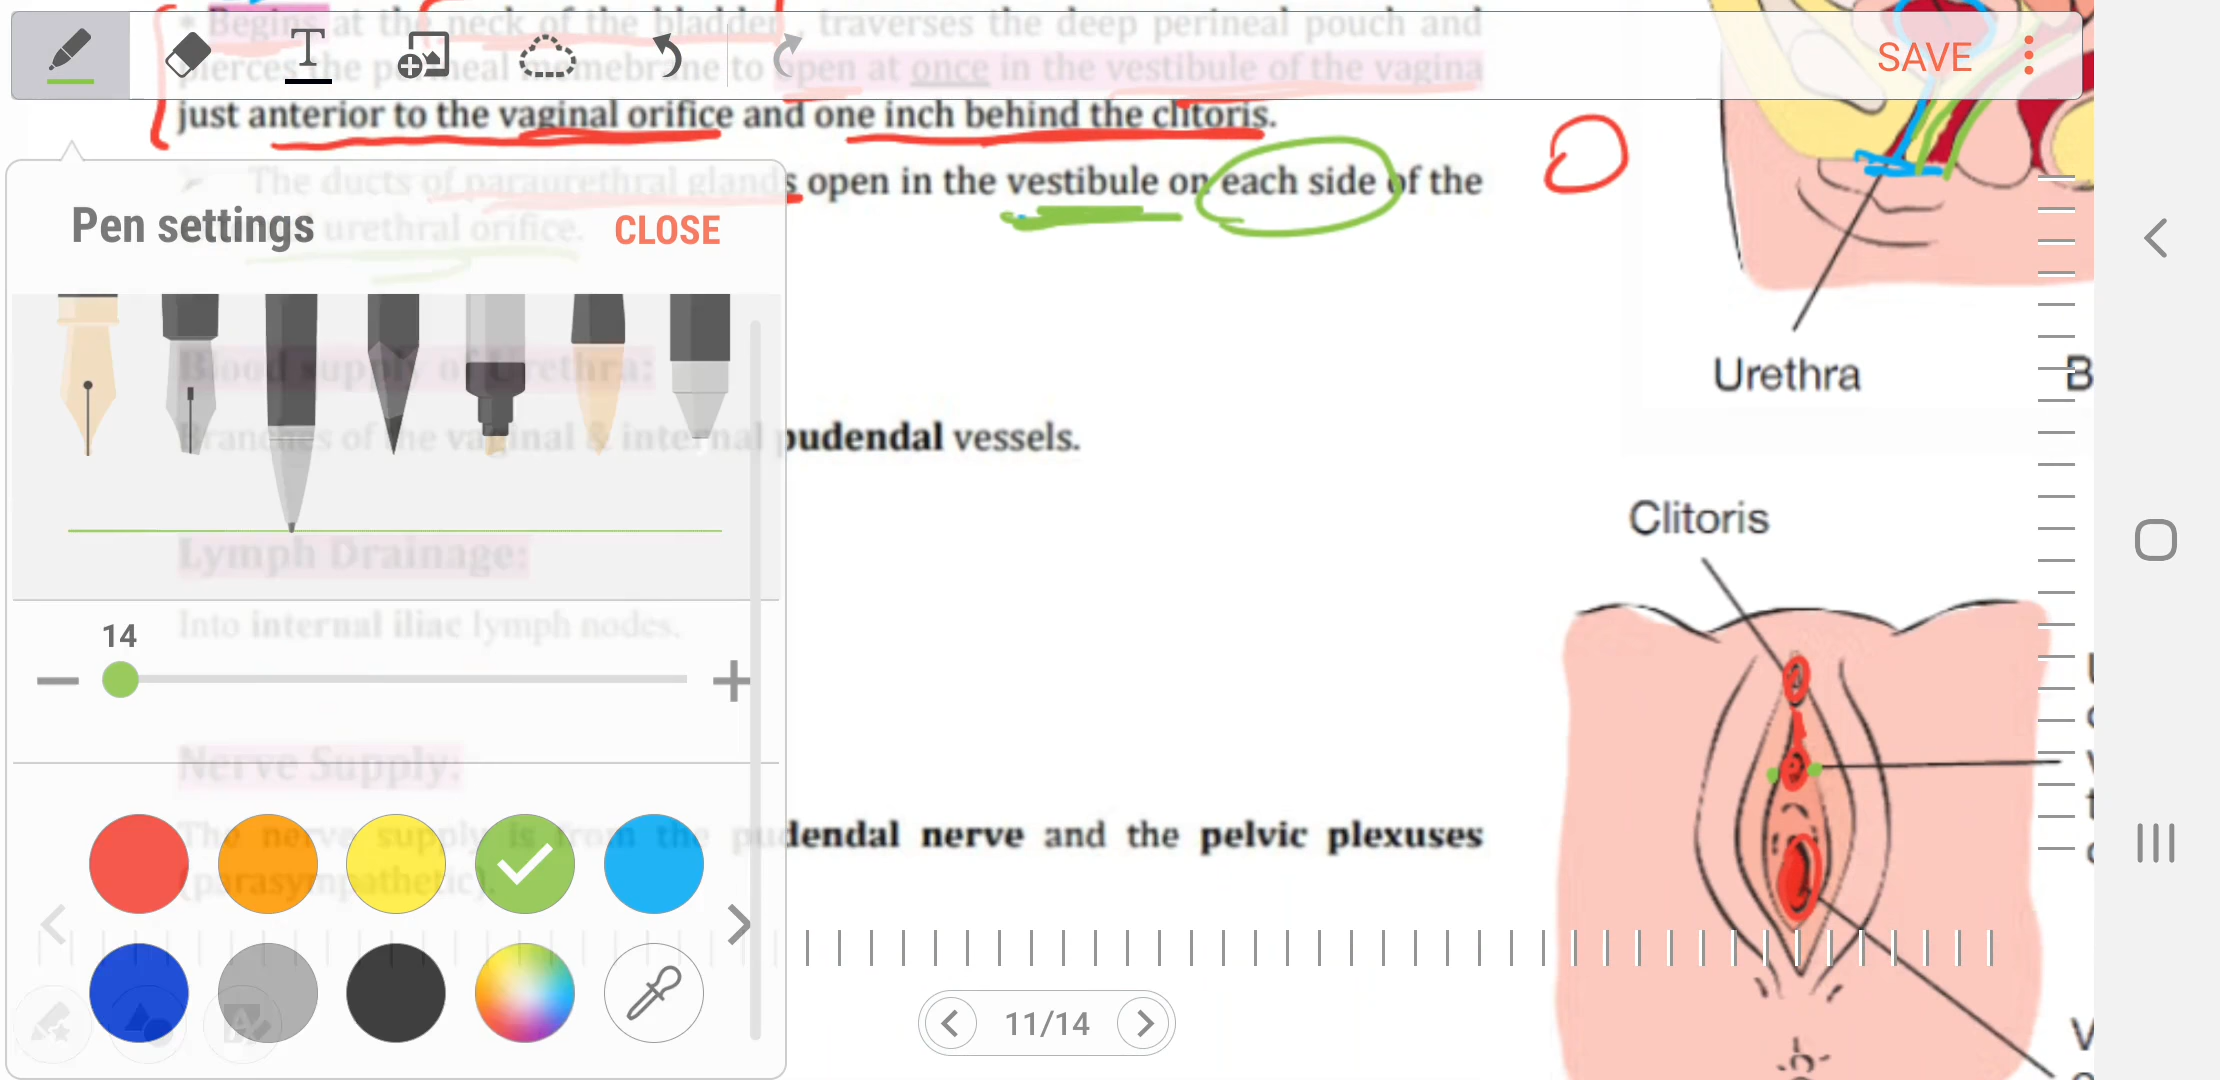 * Begins at the neck of the bladder, traverses the deep perineal pouch and
SAVE
pierces the perineal memebrane to open at once in the vestibule of the vagina
just anterior to the vaginal orifice and one inch behind the clitoris.
The ducts of paraurethral glands open in the vestibule on each side of the
Pen settings
urethral orifice.
CLOSE
Blood supply of Urethra:
Urethra
B
Branches of the vaginal & internal pudendal vessels.
Clitoris
Lymph Drainage:
14
Into internal iliac lymph nodes.
Nerve Supply:
The nerve supply is from the pudendal nerve and the pelvic plexuses
(parasympathetic).
11/14